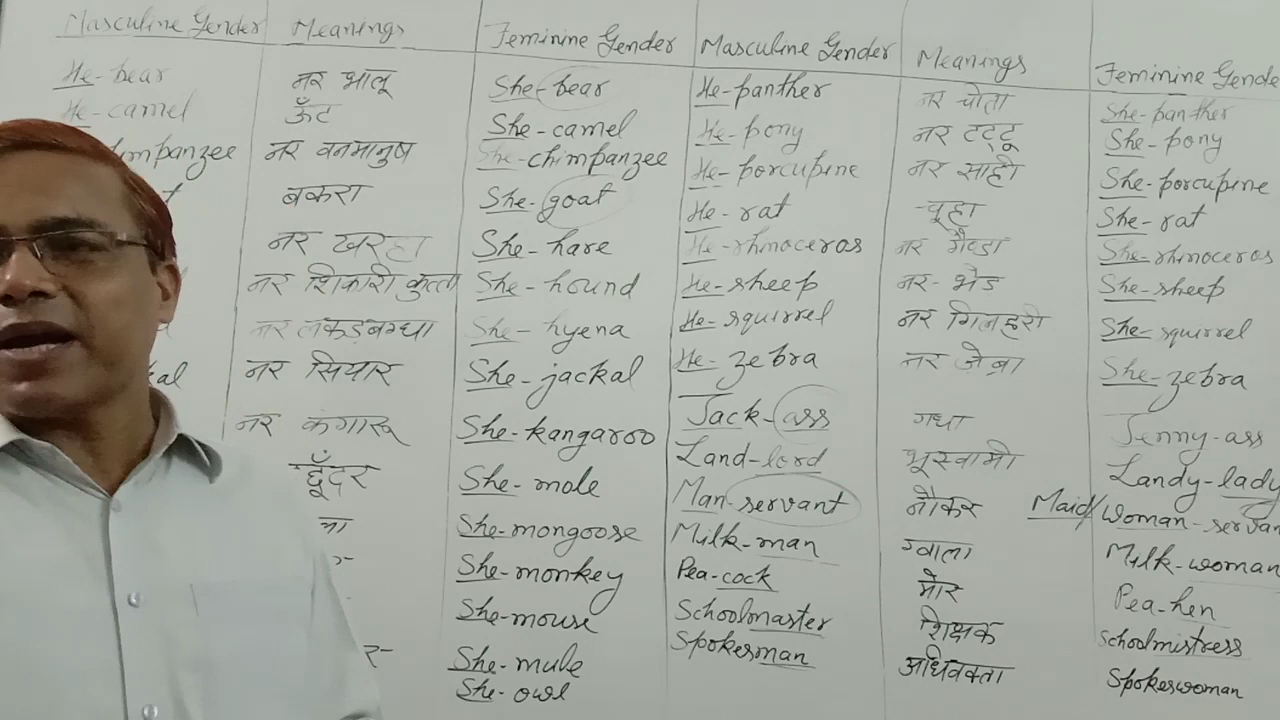 Masculine Gender Meanings Feminine Gender Masculine Gender Meanings Feminine Gende
He-bear नर भालू She-bear He-panther नर चीता She-panther
He-camel ऊँट She-camel He-pony नर टट्टू She-pony
impanzee नर वनमानुष She-chimpanzee He-porcupine नर साही She-porcupine
t बकरा She-goat He-rat चूहा She-rat
नर खरहा She-hare He-rhinoceros नर गैण्डा She-rhinoceros
नर शिकारी कुत्ता She-hound He-sheep नर-भेड She-sheep
नर लकड़बग्घा She-hyena He-squirrel नर गिलहरी She-squirrel
kal नर सियार She-jackal He-zebra नर जेब्रा She-zebra
नर कंगारू She-kangaroo Jack-ass गधा Jenny-ass
छूँदर She-mole Land-lord भूस्वामी Landy-lady
She-mongoose Man-servant नौकर Maid/Woman-servan
She-monkey Milk-man ग्वाला Milk-woman
She-mouse Pea-cock मोर Pea-hen
She-mule Schoolmaster शिक्षक Schoolmistress
She-owl Spokesman अधिवक्ता Spokeswoman